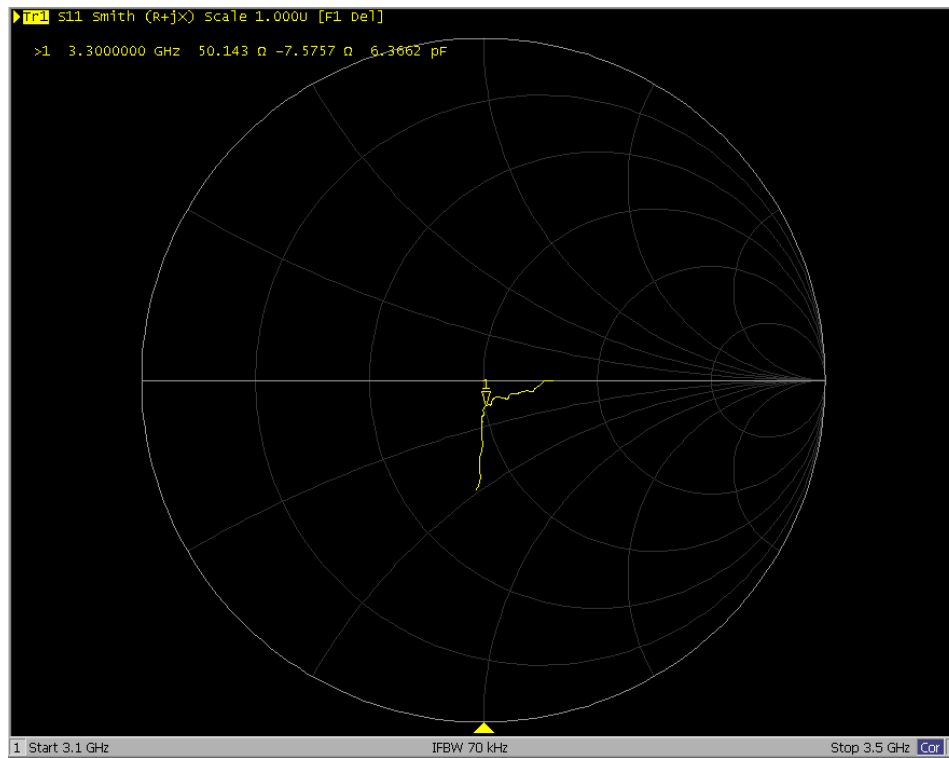 Tr1 S11 Smith (R+jX) Scale 1.000U [F1 Del]
>1 3.3000000 GHz 50.143 Ω -7.5757 Ω 6.3662 pF
1
1 Start 3.1 GHz IFBW 70 kHz Stop 3.5 GHz Cor